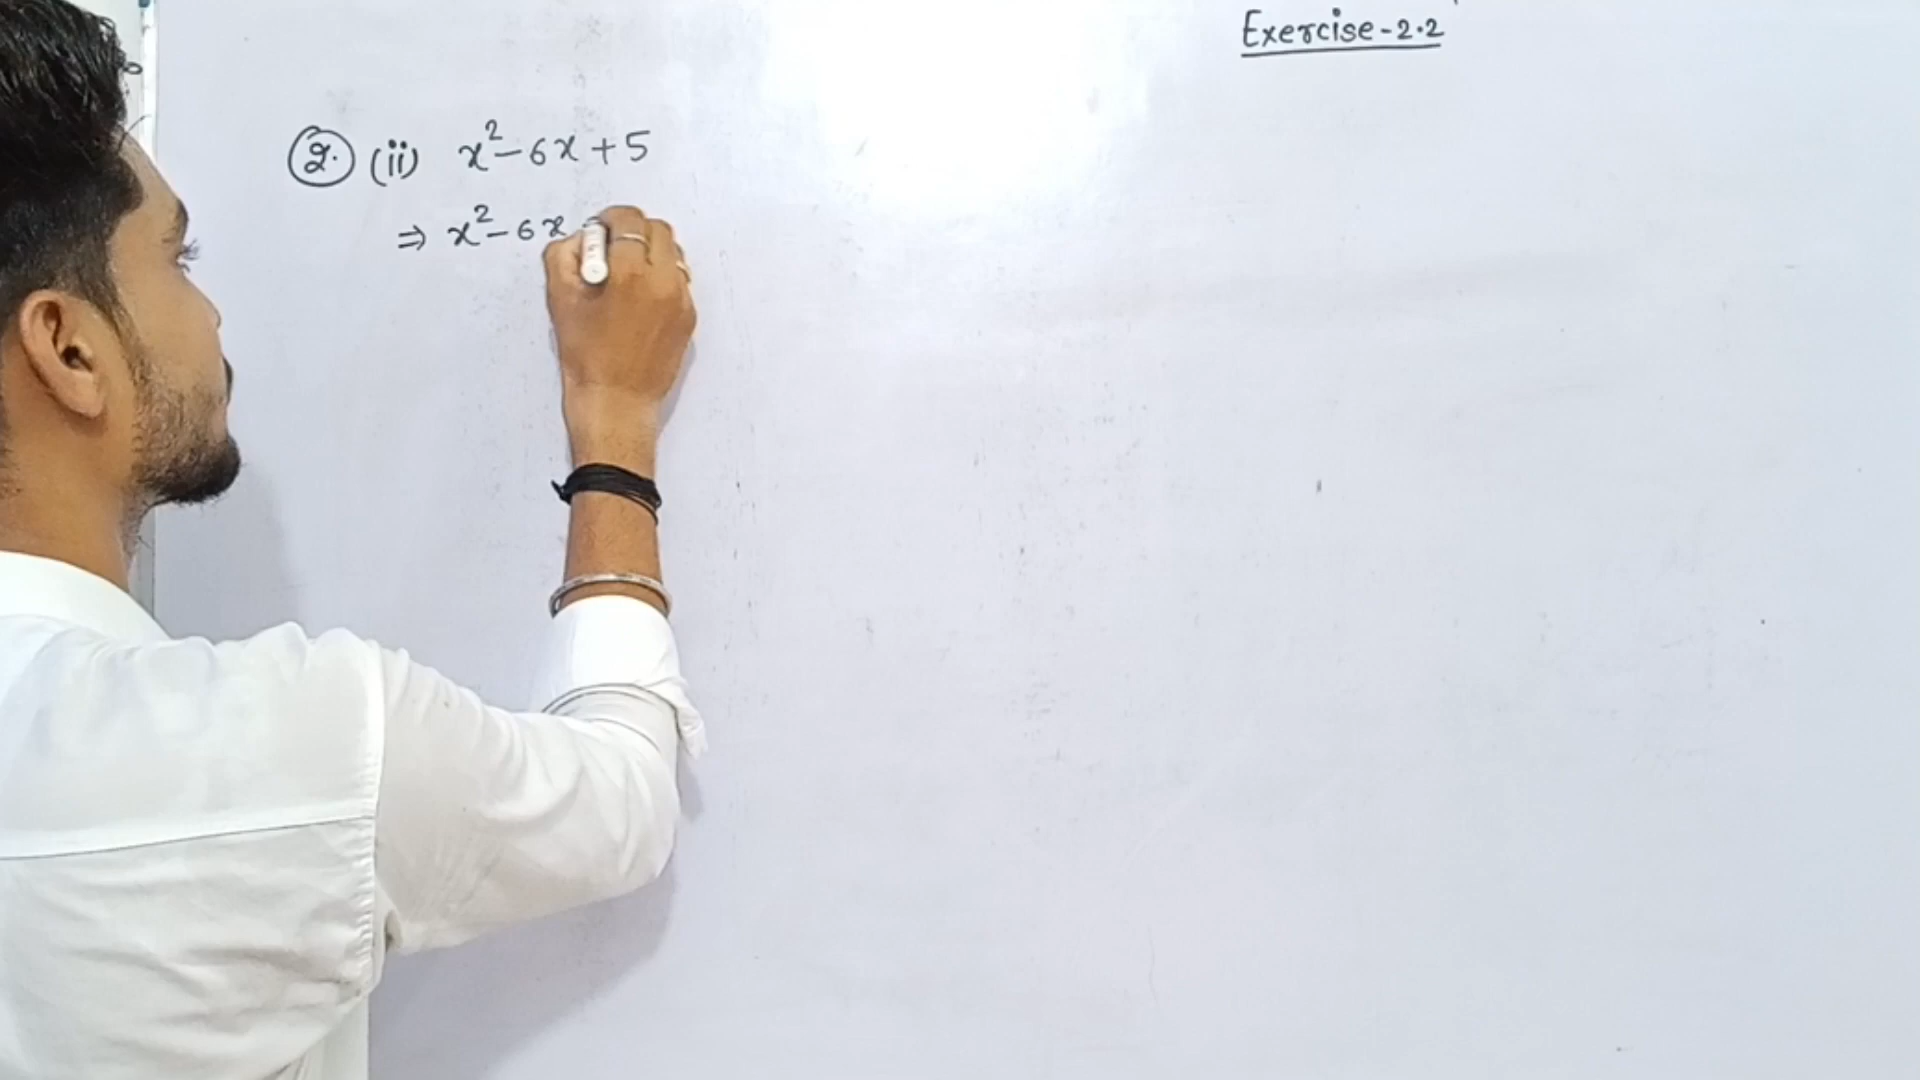 Exercise-2.2
2. (ii) x²-6x+5
⇒ x²-6x